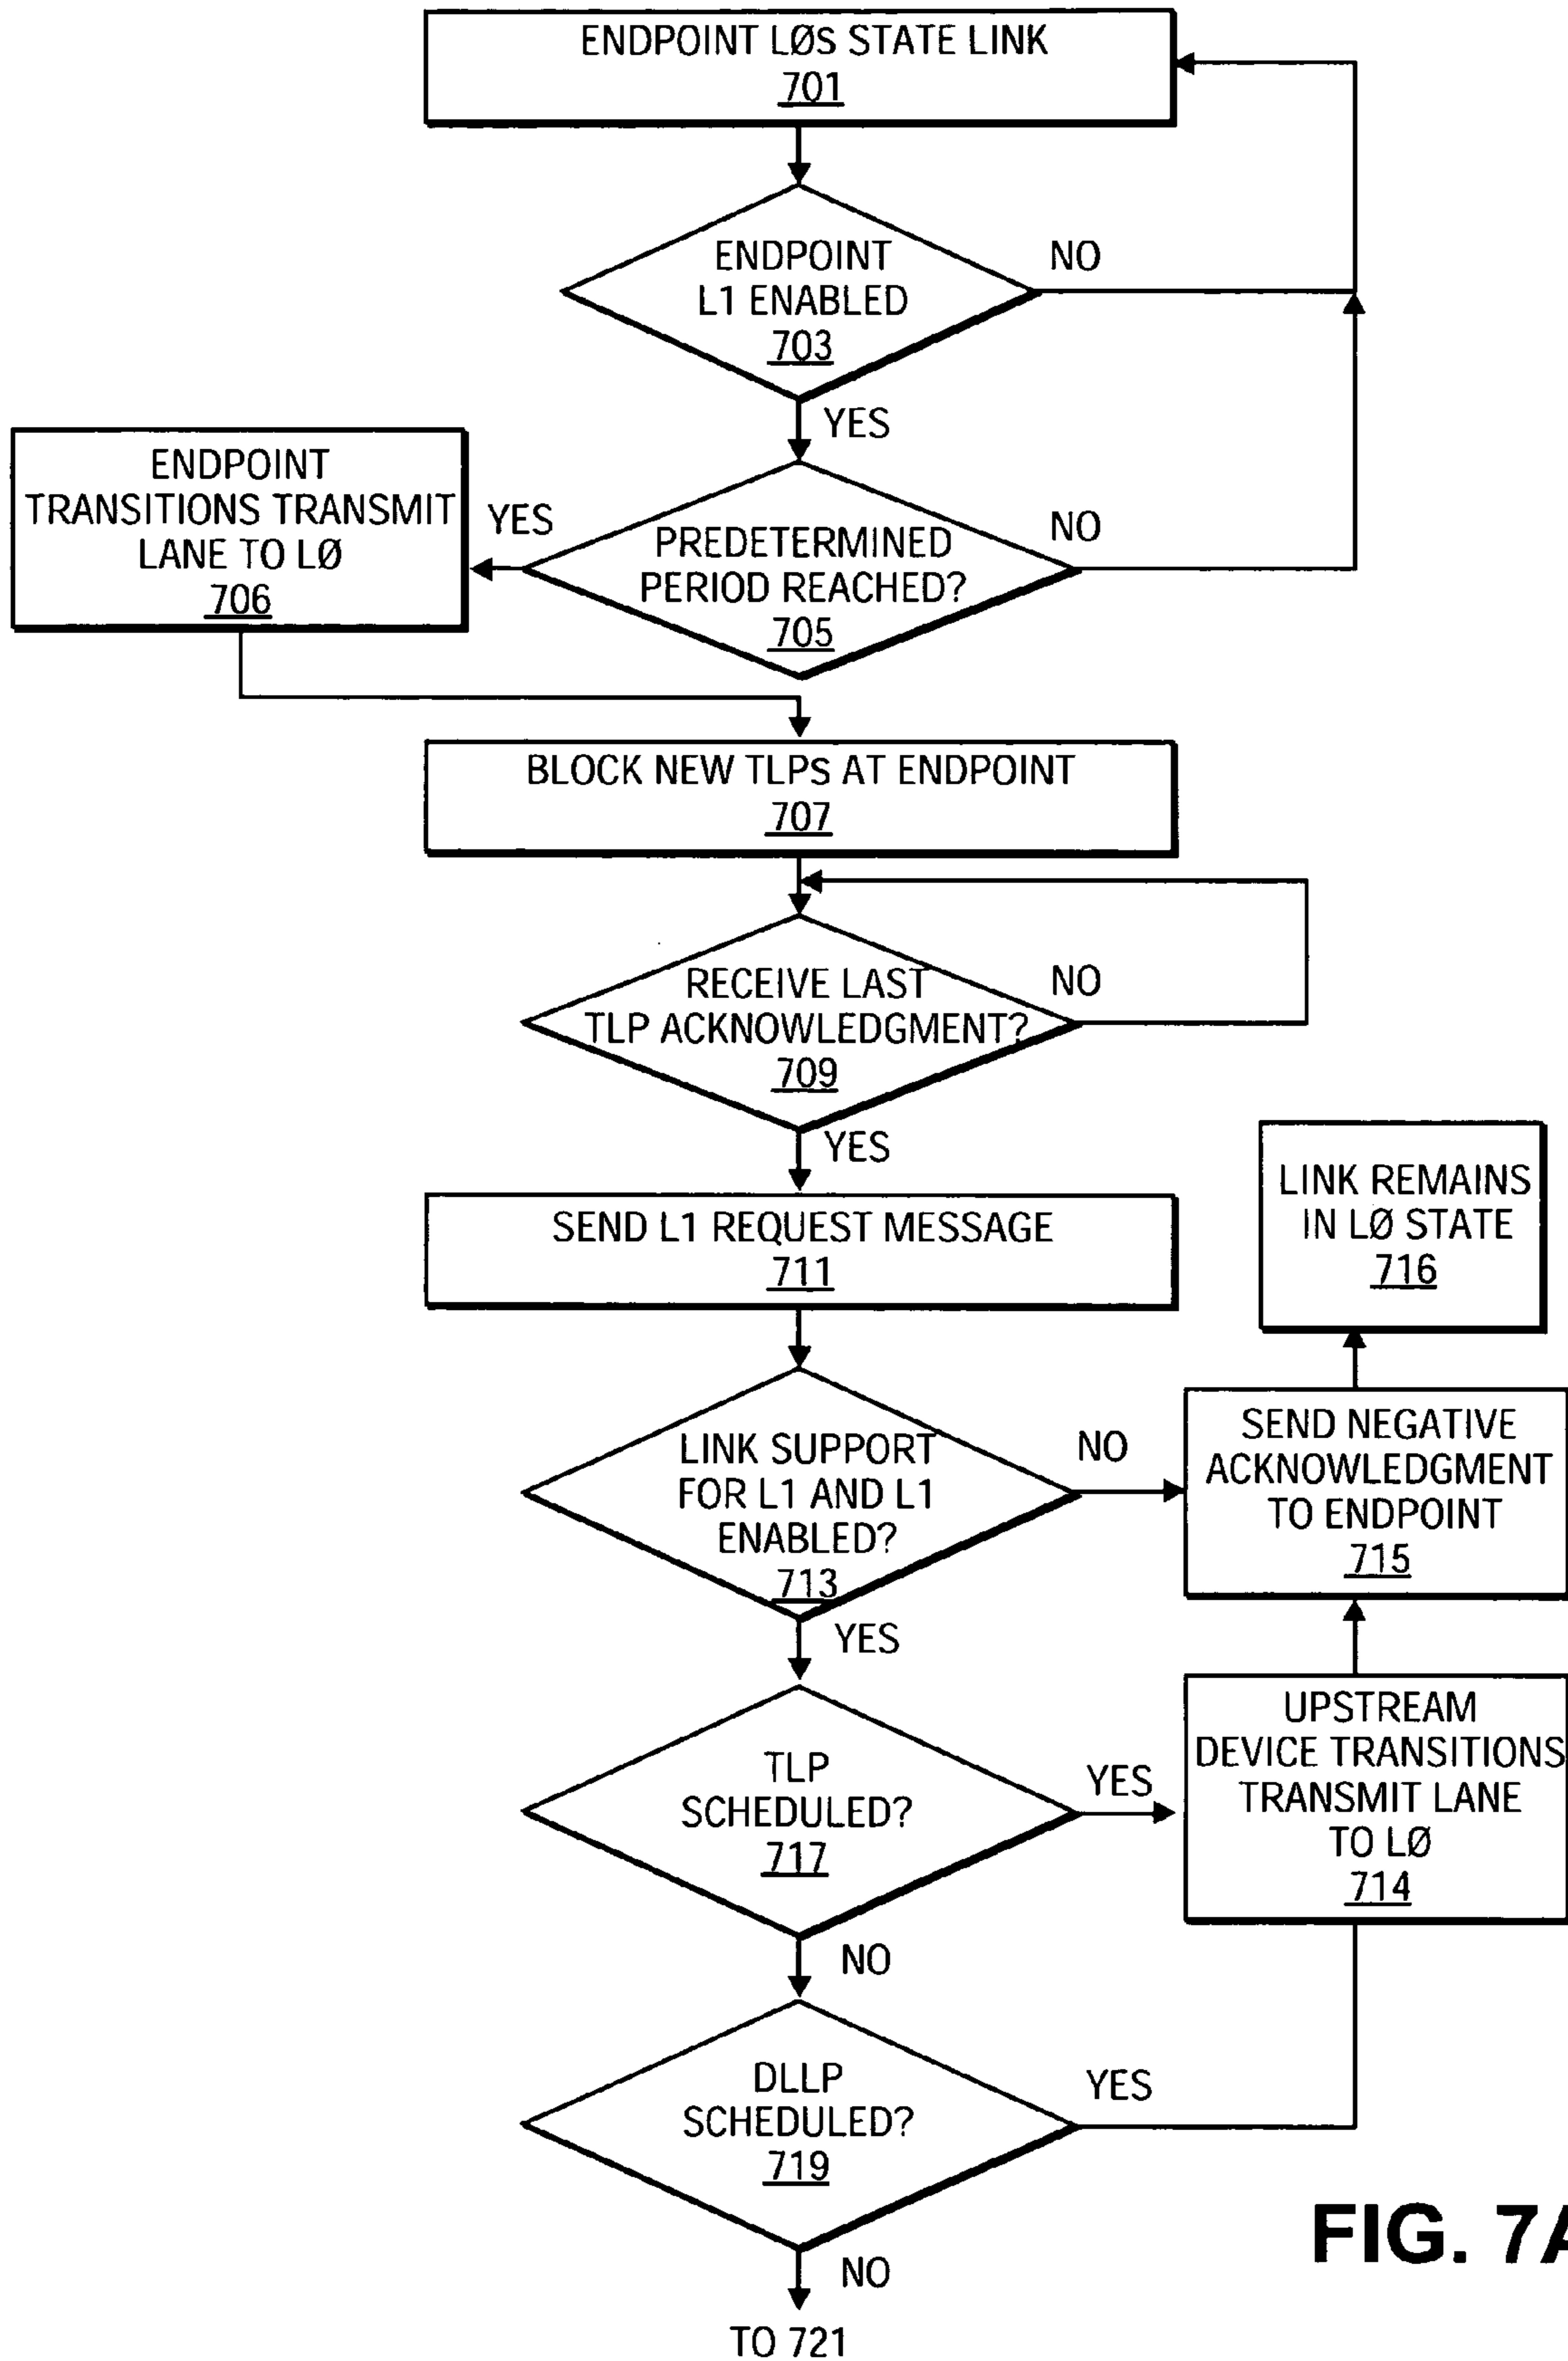 ENDPOINT LØS STATE LINK
701
ENDPOINT
L1 ENABLED
703
NO
YES
ENDPOINT
TRANSITIONS TRANSMIT
LANE TO LØ
706
YES
PREDETERMINED
PERIOD REACHED?
705
NO
BLOCK NEW TLPS AT ENDPOINT
707
RECEIVE LAST
TLP ACKNOWLEDGMENT?
709
NO
YES
SEND L1 REQUEST MESSAGE
711
LINK REMAINS
IN LØ STATE
716
LINK SUPPORT
FOR L1 AND L1
ENABLED?
713
NO
SEND NEGATIVE
ACKNOWLEDGMENT
TO ENDPOINT
715
YES
TLP
SCHEDULED?
717
YES
UPSTREAM
DEVICE TRANSITIONS
TRANSMIT LANE
TO LØ
714
NO
DLLP
SCHEDULED?
719
YES
NO
TO 721
FIG. 7A